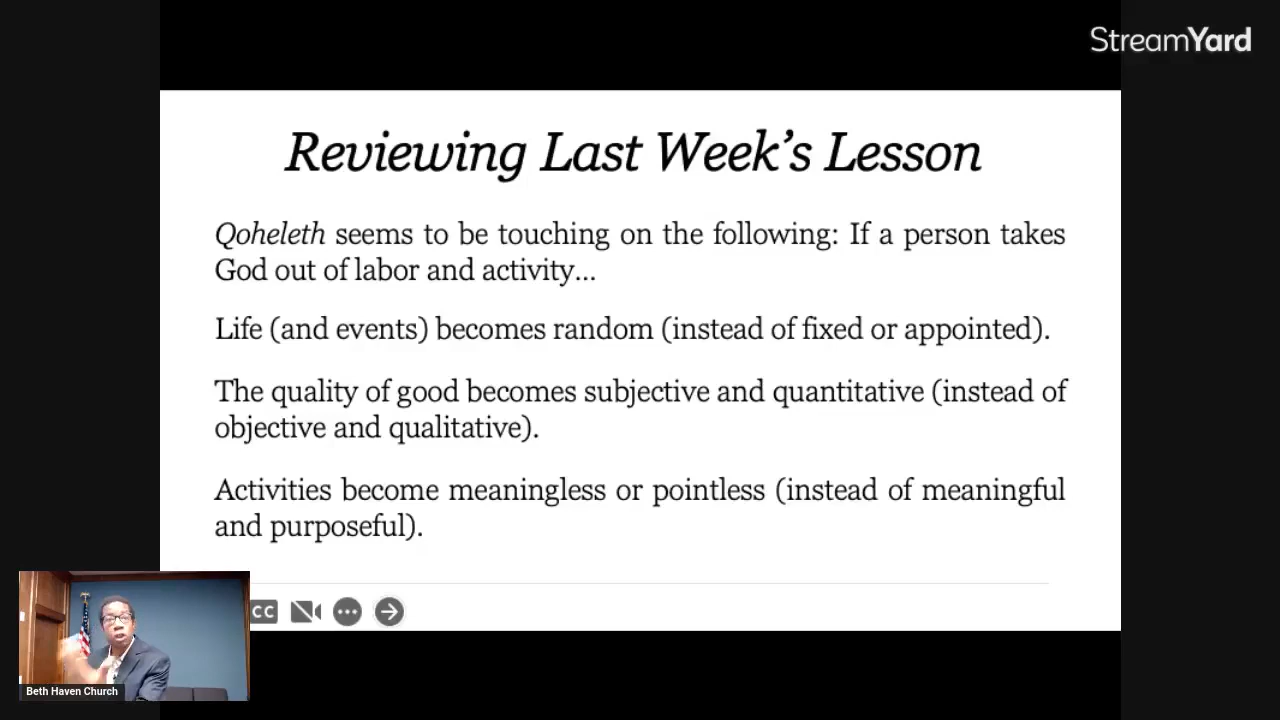 StreamYard
Reviewing Last Week's Lesson
Qoheleth seems to be touching on the following: If a person takes
God out of labor and activity...
Life (and events) becomes random (instead of fixed or appointed).
The quality of good becomes subjective and quantitative (instead of
objective and qualitative).
Activities become meaningless or pointless (instead of meaningful
and purposeful).
CC
Beth Haven Church